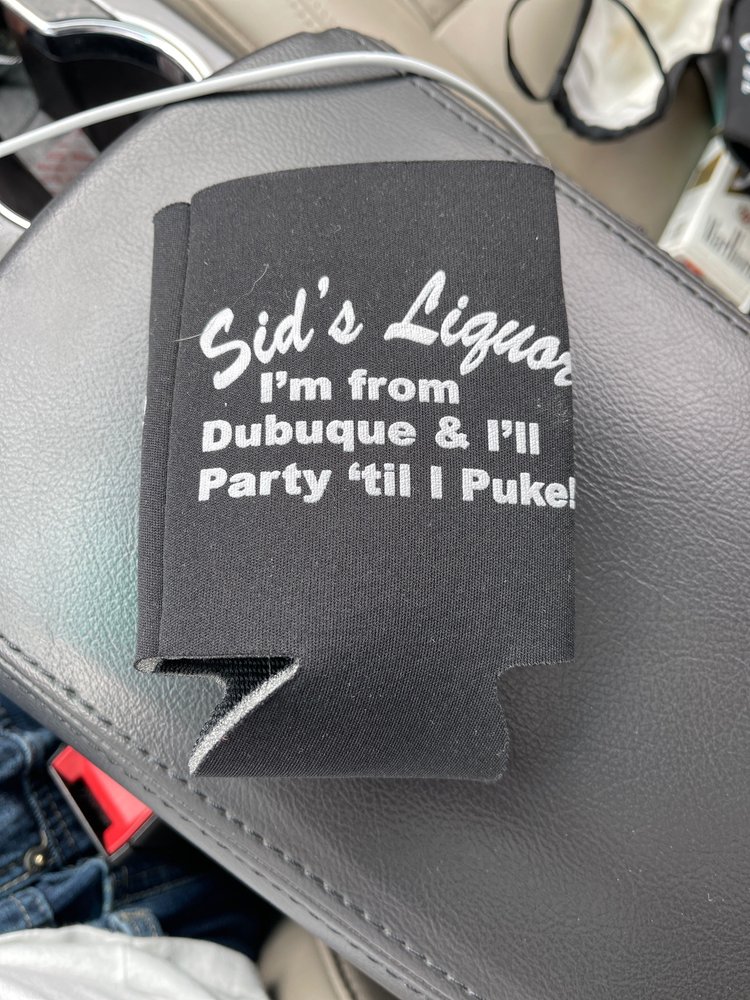 Sid's Liquor
I'm from
Dubuque & I'll
Party 'til I Puke!